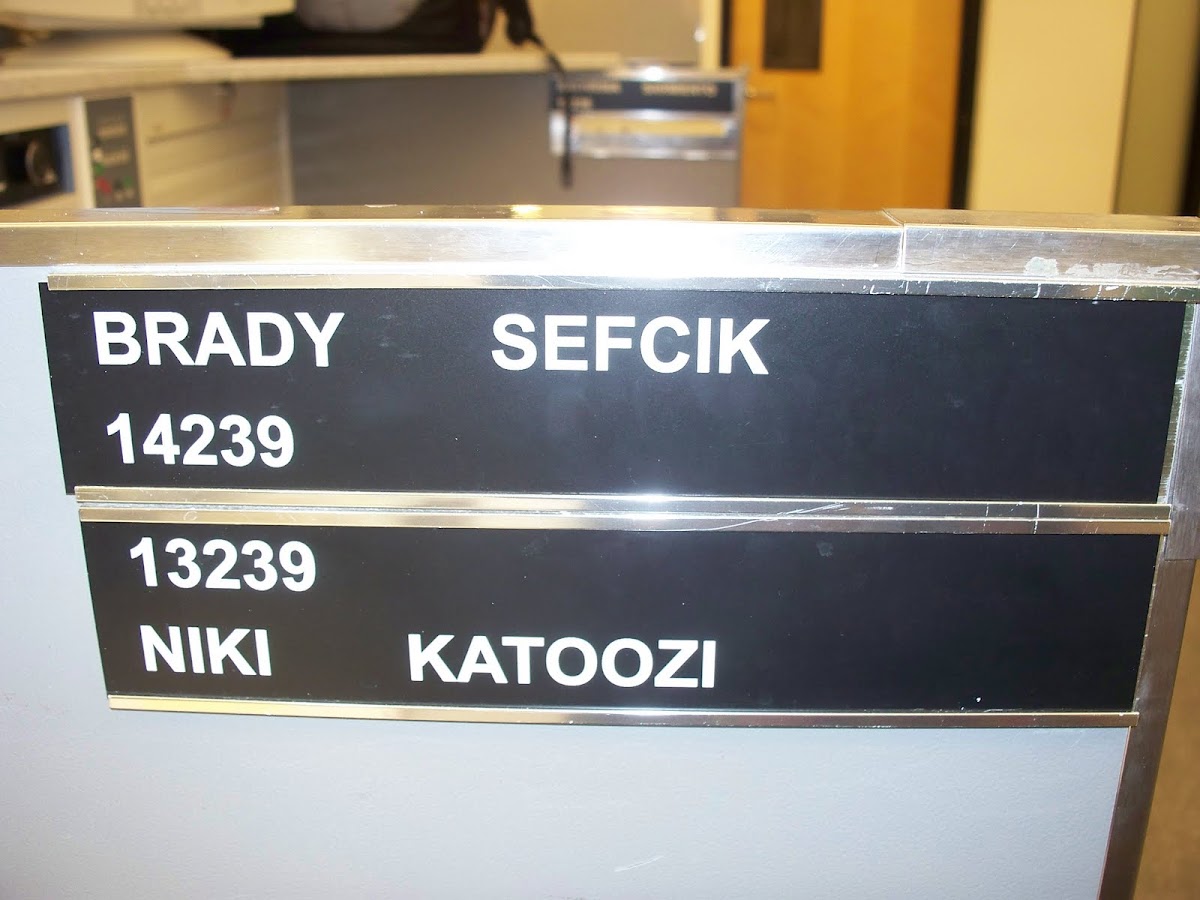 BRADY SEFCIK
14239
13239
NIKI KATOOZI